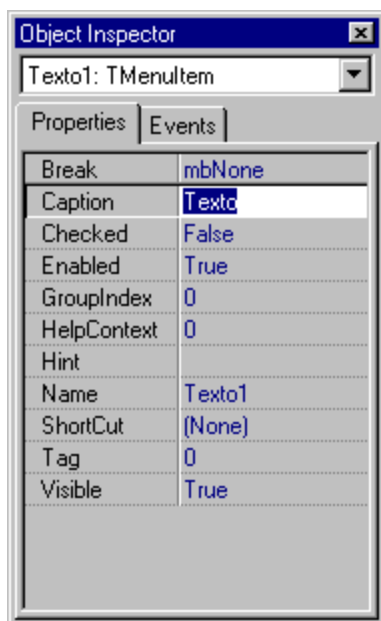 Object Inspector
Texto1: TMenuItem
Properties Events
Break mbNone
Caption Texto
Checked False
Enabled True
GroupIndex 0
HelpContext 0
Hint
Name Texto1
ShortCut (None)
Tag 0
Visible True